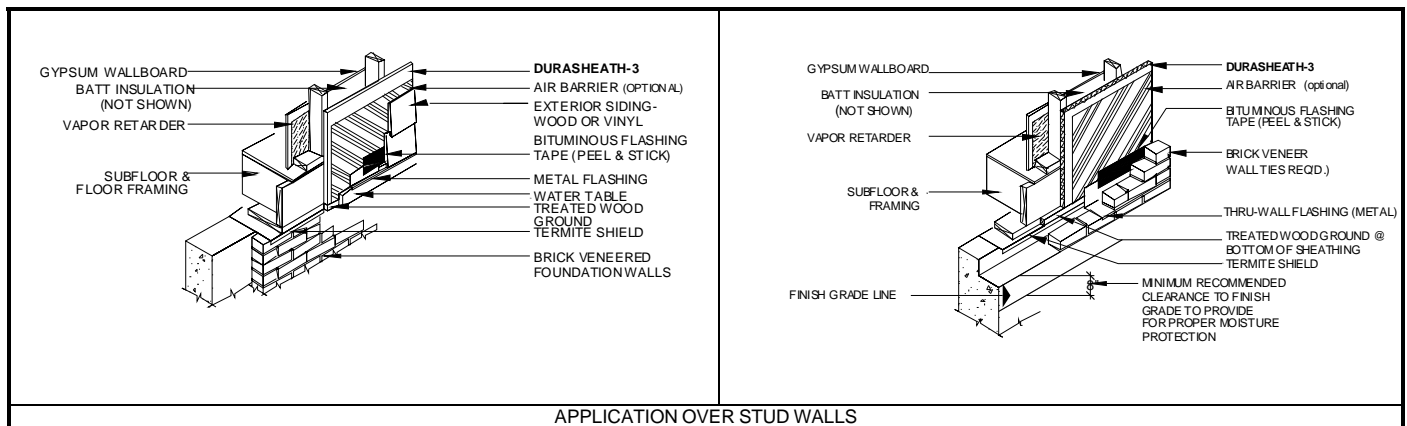 GYPSUM WALLBOARD
BATT INSULATION
(NOT SHOWN)
VAPOR RETARDER
SUBFLOOR &
FLOOR FRAMING
DURASHEATH-3
AIR BARRIER (OPTIONAL)
EXTERIOR SIDING-
WOOD OR VINYL
BITUMINOUS FLASHING
TAPE (PEEL & STICK)
METAL FLASHING
WATER TABLE
TREATED WOOD
GROUND
TERMITE SHIELD
BRICK VENEERED
FOUNDATION WALLS
GYPSUM WALLBOARD
BATT INSULATION
(NOT SHOWN)
VAPOR RETARDER
SUBFLOOR &
FRAMING
FINISH GRADE LINE
DURASHEATH-3
AIR BARRIER (optional)
BITUMINOUS FLASHING
TAPE (PEEL & STICK)
BRICK VENEER
WALL TIES REQ'D.)
THRU-WALL FLASHING (METAL)
TREATED WOOD GROUND @
BOTTOM OF SHEATHING
TERMITE SHIELD
MINIMUM RECOMMENDED
CLEARANCE TO FINISH
GRADE TO PROVIDE
FOR PROPER MOISTURE
PROTECTION
APPLICATION OVER STUD WALLS